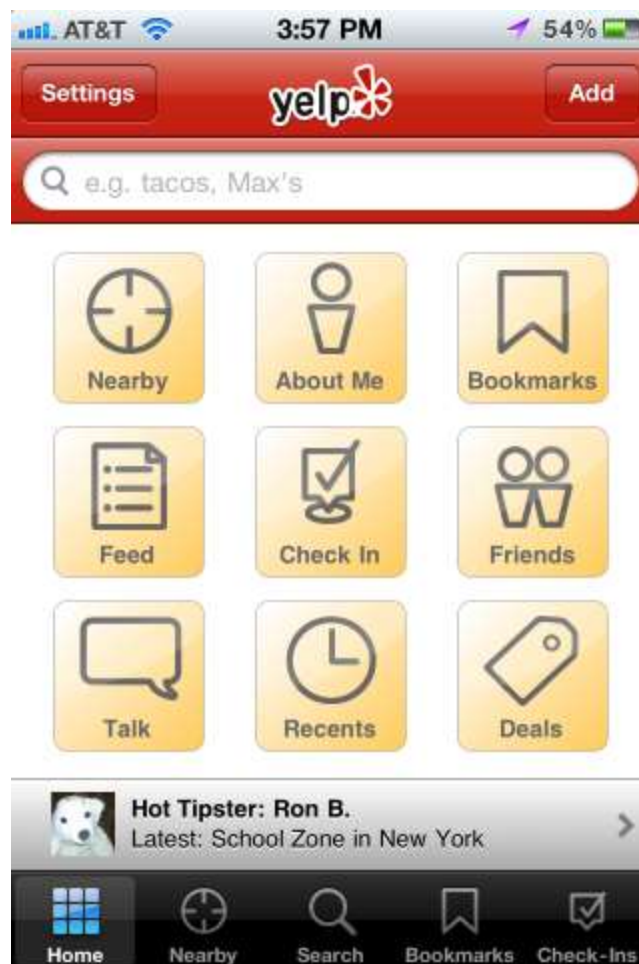 AT&T 3:57 PM 54%
Settings yelp Add
e.g. tacos, Max's
Nearby About Me Bookmarks
Feed Check In Friends
Talk Recents Deals
Hot Tipster: Ron B.
Latest: School Zone in New York
Home Nearby Search Bookmarks Check-Ins